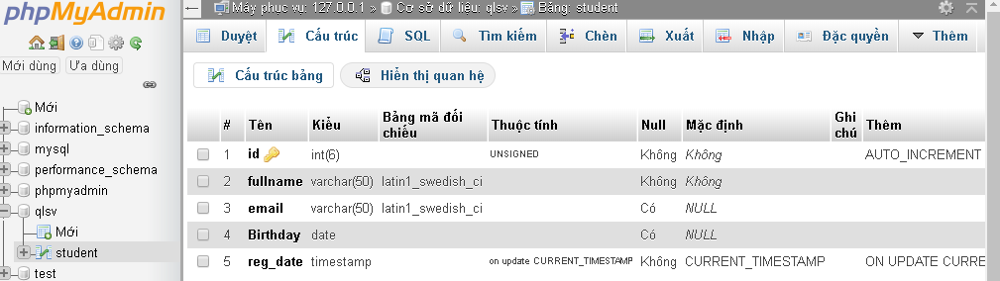 phpMyAdmin
Mới dùng Ưa dùng
Mới
information_schema
mysql
performance_schema
phpmyadmin
qlsv
Mới
student
test
Máy phục vụ: 127.0.0.1 » Cơ sở dữ liệu: qlsv » Bảng: student
Duyệt Cấu trúc SQL Tìm kiếm Chèn Xuất Nhập Đặc quyền Thêm
Cấu trúc bảng Hiển thị quan hệ
# Tên Kiểu Bảng mã đối chiếu Thuộc tính Null Mặc định Ghi chú Thêm
1 id int(6) UNSIGNED Không Không AUTO_INCREMENT
2 fullname varchar(50) latin1_swedish_ci Không Không
3 email varchar(50) latin1_swedish_ci Có NULL
4 Birthday date Có NULL
5 reg_date timestamp on update CURRENT_TIMESTAMP Không CURRENT_TIMESTAMP ON UPDATE CURRE